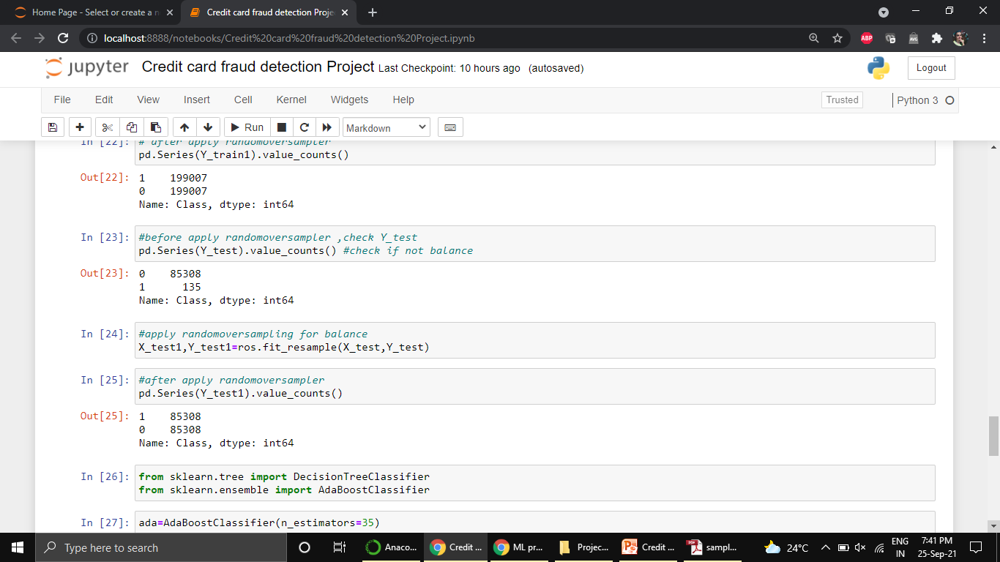 Home Page - Select or create a n
Credit card fraud detection Proje
localhost:8888/notebooks/Credit%20card%20fraud%20detection%20Project.ipynb
ABP
AVG
jupyter Credit card fraud detection Project Last Checkpoint: 10 hours ago (autosaved)
Logout
File Edit View Insert Cell Kernel Widgets Help
Trusted
Python 3
Run
Markdown
In [22]: # after apply randomoversampler
pd.Series(Y_train1).value_counts()
Out[22]: 1 199007
0 199007
Name: Class, dtype: int64
In [23]: #before apply randomoversampler ,check Y_test
pd.Series(Y_test).value_counts() #check if not balance
Out[23]: 0 85308
1 135
Name: Class, dtype: int64
In [24]: #apply randomoversampling for balance
X_test1,Y_test1=ros.fit_resample(X_test,Y_test)
In [25]: #after apply randomoversampler
pd.Series(Y_test1).value_counts()
Out[25]: 1 85308
0 85308
Name: Class, dtype: int64
In [26]: from sklearn.tree import DecisionTreeClassifier
from sklearn.ensemble import AdaBoostClassifier
In [27]: ada=AdaBoostClassifier(n_estimators=35)
Type here to search
Anaco...
Credit ...
ML pr...
Projec...
Credit ...
sampl...
24°C
ENG
IN
7:41 PM
25-Sep-21